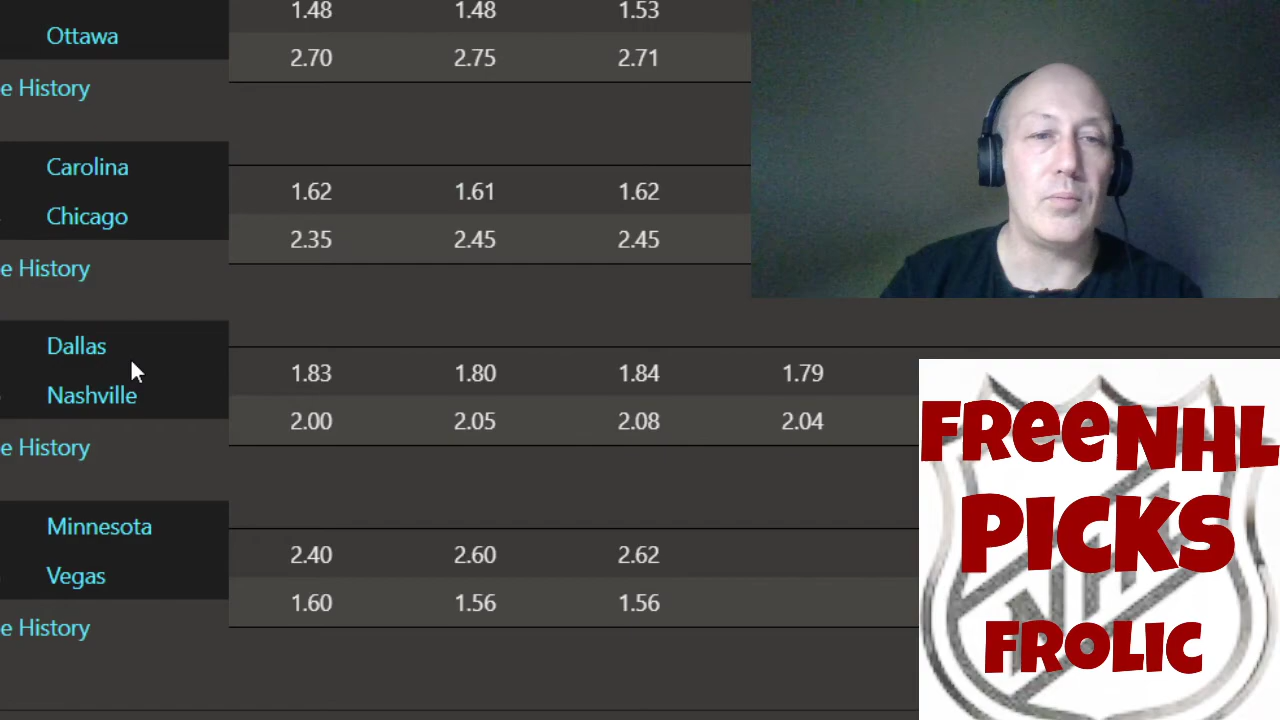 1.48 1.48 1.53
Ottawa
2.70 2.75 2.71
e History
Carolina
1.62 1.61 1.62
Chicago
2.35 2.45 2.45
e History
Dallas
1.83 1.80 1.84 1.79
Nashville
2.00 2.05 2.08 2.04
e History
Minnesota
2.40 2.60 2.62
Vegas
1.60 1.56 1.56
e History
FReeNHL
PICKS
FROLIC
NHL